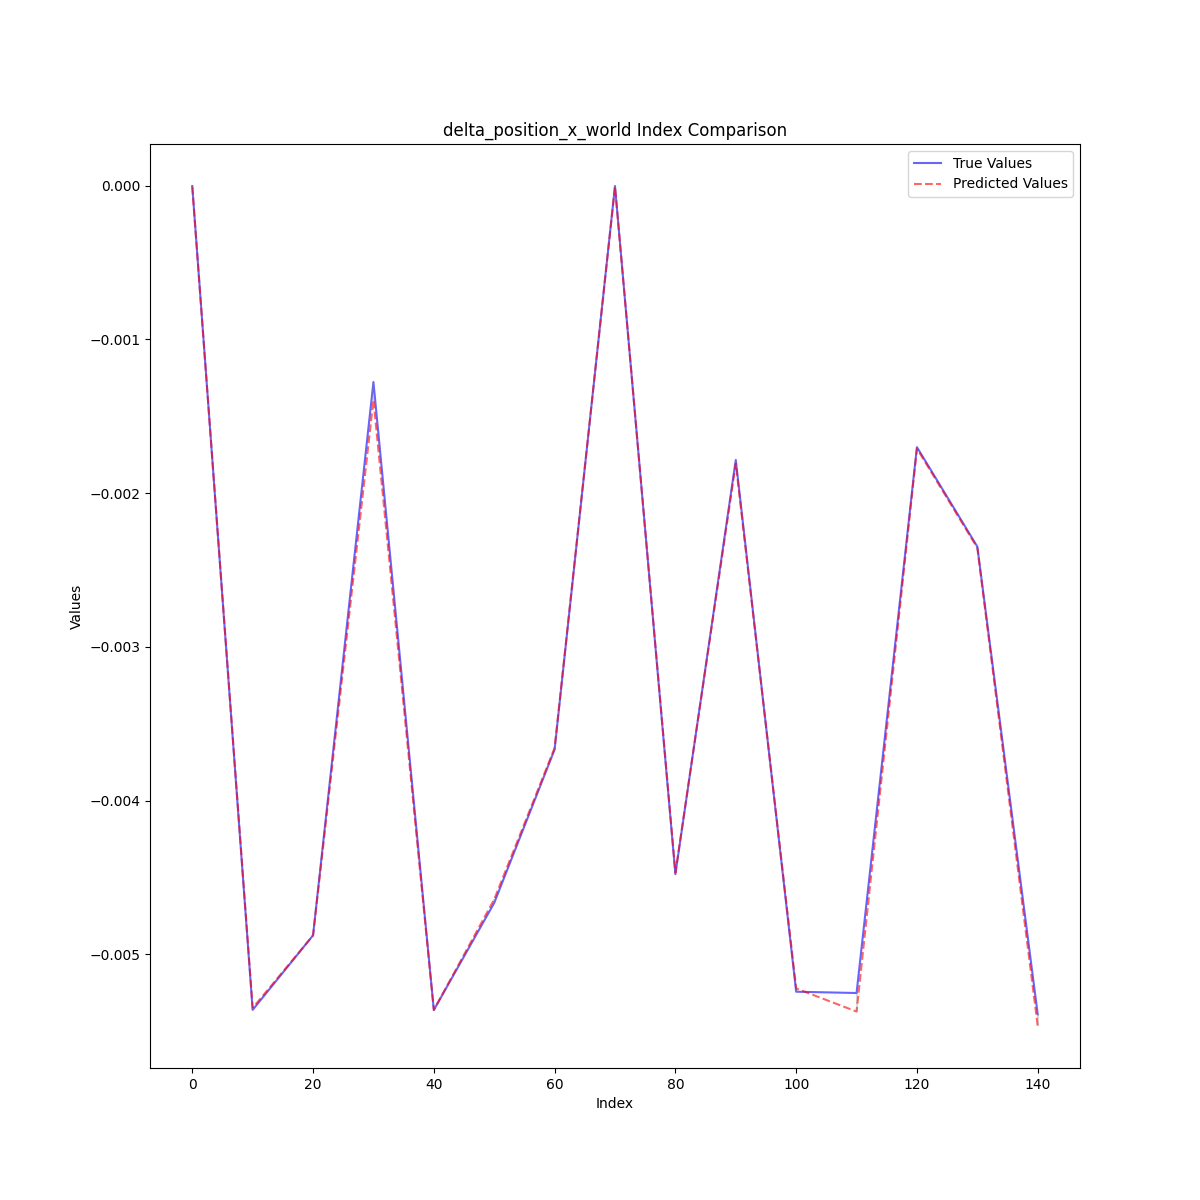 delta_position_x_world Index Comparison
True Values
Predicted Values
0.000
−0.001
−0.002
−0.003
−0.004
−0.005
Values
0 20 40 60 80 100 120 140
Index